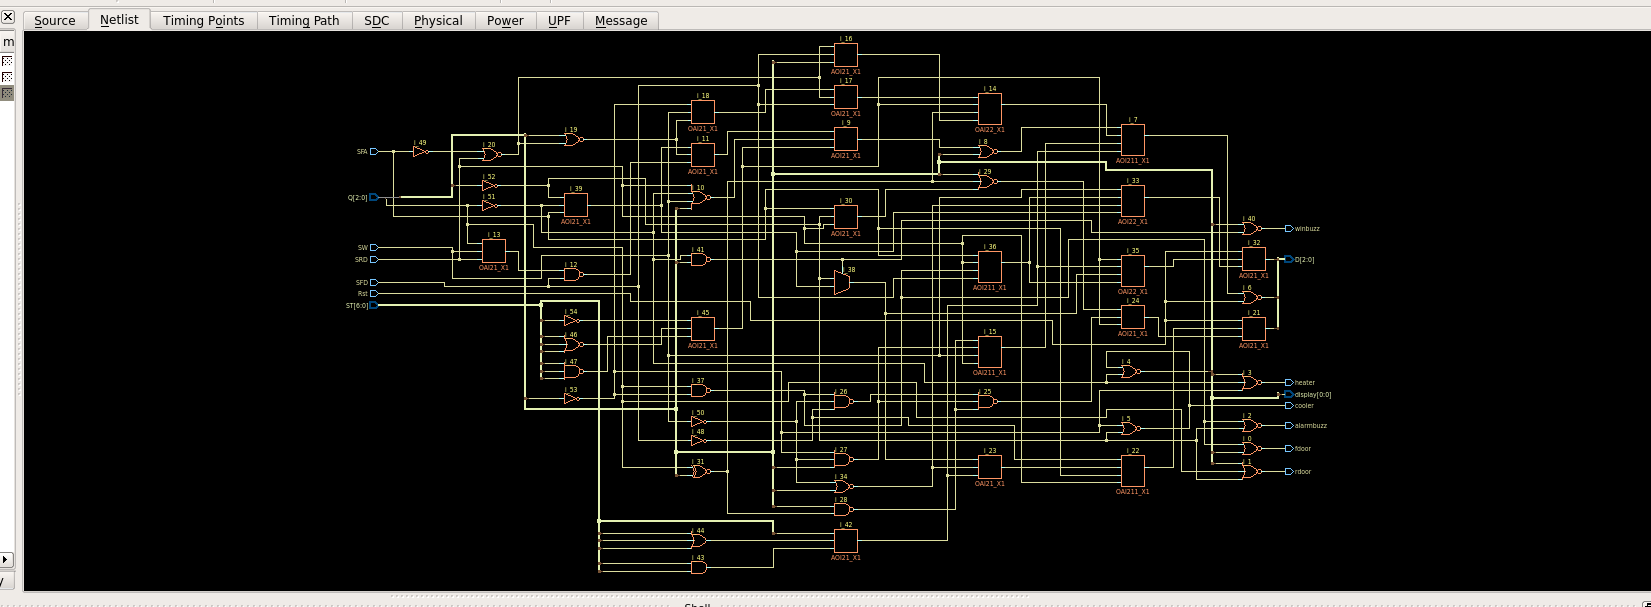 Source Netlist Timing Points Timing Path SDC Physical Power UPF Message
m
i_16
AOI21_X1
i_17
AOI21_X1
i_18
OAI21_X1
i_14
OAI22_X1
i_9
AOI21_X1
i_7
AOI211_X1
i_19
i_49
i_20
i_11
AOI21_X1
i_8
SFA
i_29
i_52
i_33
AOI22_X1
i_39
AOI21_X1
i_10
Q[2:0]
i_51
i_30
AOI21_X1
i_40
winbuzz
i_13
OAI21_X1
SW
SRD
i_41
i_36
AOI211_X1
i_35
AOI22_X1
i_32
AOI21_X1
D[2:0]
i_12
i_38
SFD
Rst
ST[6:0]
i_6
i_24
AOI21_X1
i_54
i_45
OAI21_X1
i_21
AOI21_X1
i_46
i_15
AOI211_X1
i_47
i_4
i_3
heater
i_53
i_37
i_26
i_25
display[0:0]
cooler
i_50
i_5
i_2
alarmbuzz
i_48
i_0
fdoor
i_27
i_23
OAI21_X1
i_22
OAI211_X1
i_31
i_1
rdoor
i_34
i_28
i_44
i_42
AOI21_X1
i_43